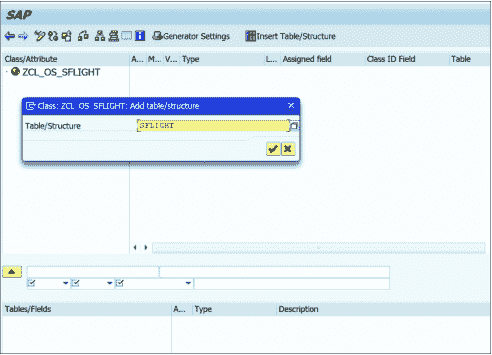 SAP
Generator Settings Insert Table/Structure
Class/Attribute A... M... V... Type L... Assigned field Class ID Field Table
ZCL_OS_SFLIGHT
Class: ZCL_OS_SFLIGHT: Add table/structure
Table/Structure SFLIGHT
Tables/Fields A... Type Description